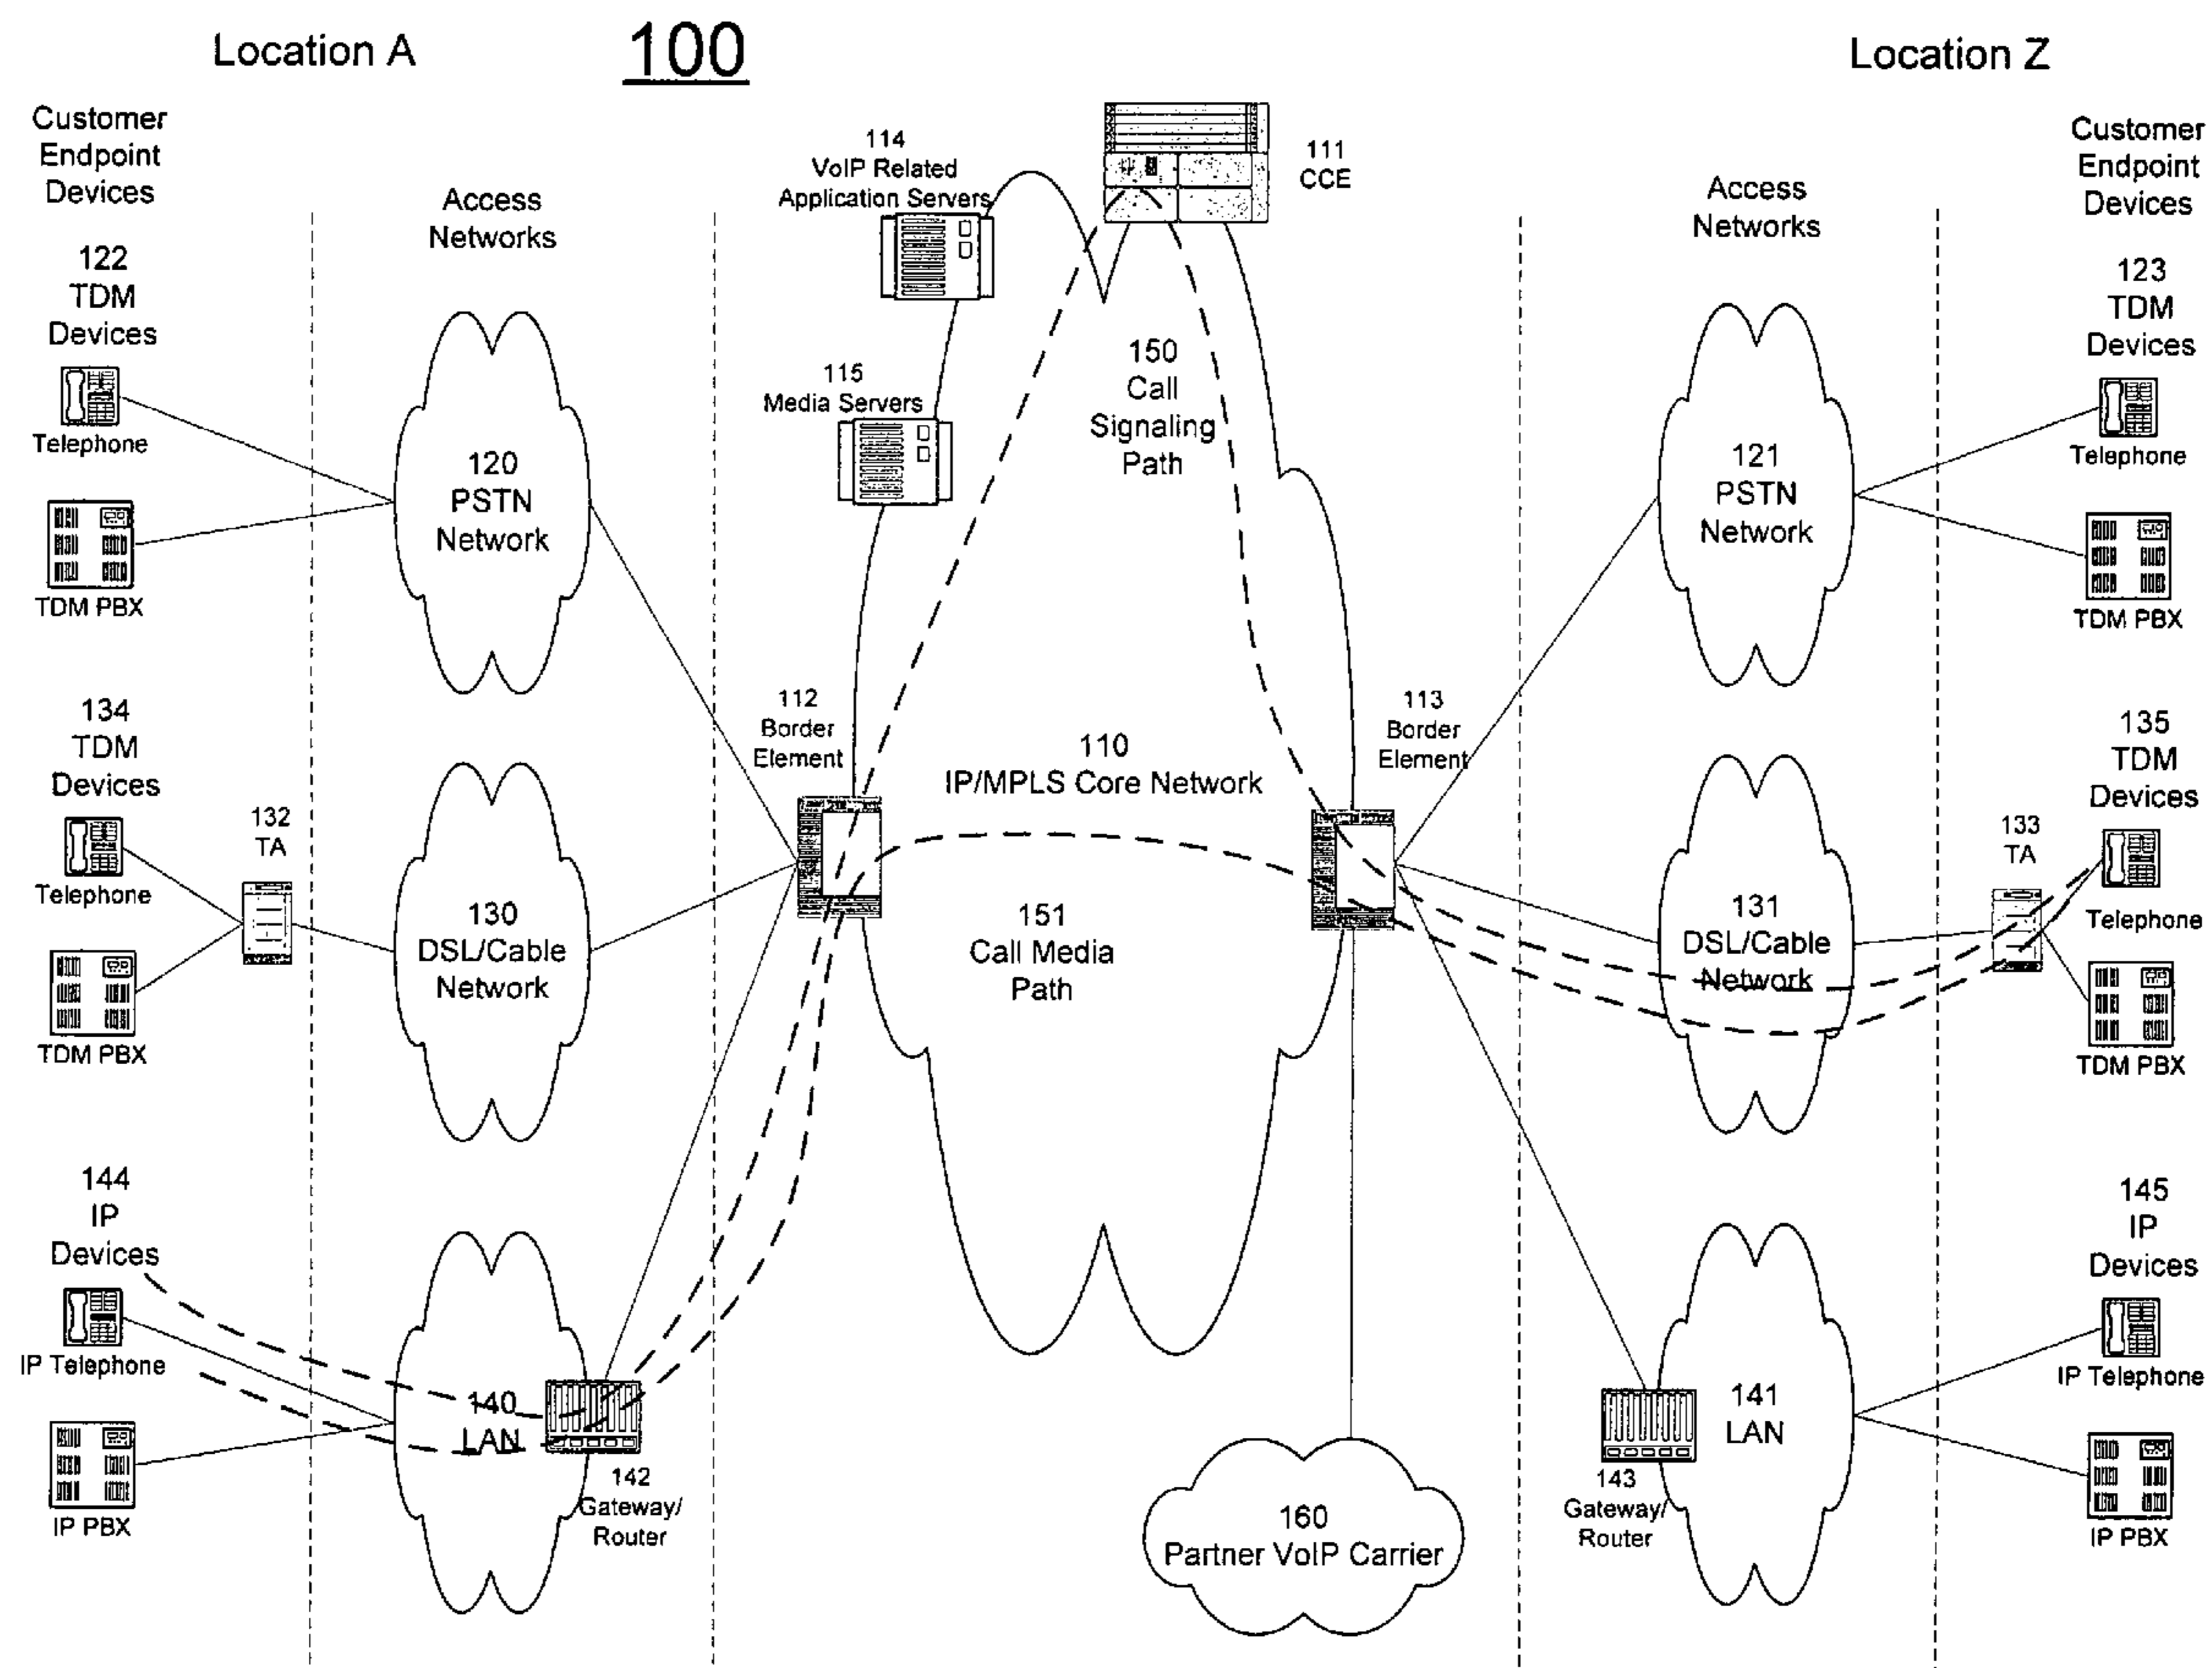 Location A
100
Location Z
Customer
Endpoint
Devices
Access
Networks
114
VoIP Related
Application Servers
111
CCE
Access
Networks
Customer
Endpoint
Devices
122
TDM
Devices
Telephone
TDM PBX
120
PSTN
Network
115
Media Servers
150
Call
Signaling
Path
121
PSTN
Network
123
TDM
Devices
Telephone
TDM PBX
134
TDM
Devices
Telephone
TDM PBX
132
TA
130
DSL/Cable
Network
112
Border
Element
110
IP/MPLS Core Network
151
Call Media
Path
113
Border
Element
131
DSL/Cable
Network
133
TA
135
TDM
Devices
Telephone
TDM PBX
144
IP
Devices
IP Telephone
IP PBX
140
LAN
142
Gateway/
Router
160
Partner VoIP Carrier
143
Gateway/
Router
141
LAN
145
IP
Devices
IP Telephone
IP PBX